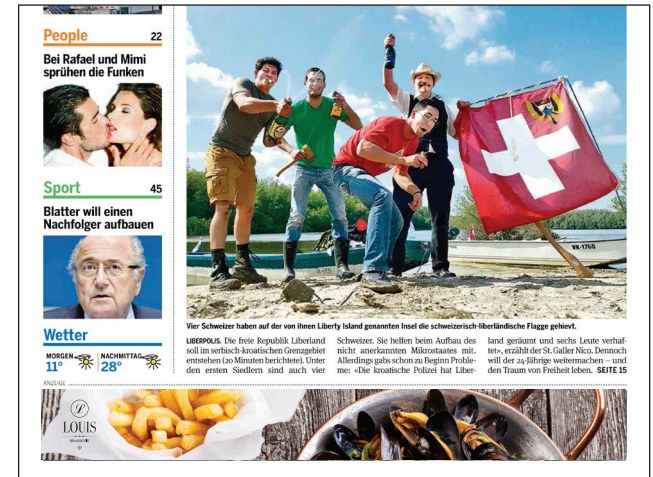 People 22
Bei Rafael und Mimi
sprühen die Funken
Sport 45
Blatter will einen
Nachfolger aufbauen
Wetter
MORGEN
11°
NACHMITTAG
28°
VK-1765
Vier Schweizer haben auf der von ihnen Liberty Island genannten Insel die schweizerisch-liberländische Flagge gehievt.
LIBERPOLIS. Die freie Republik Liberland
soll im serbisch-kroatischen Grenzgebiet
entstehen (20 Minuten berichtete). Unter
den ersten Siedlern sind auch vier
Schweizer. Sie helfen beim Aufbau des
nicht anerkannten Mikrostaates mit.
Allerdings gabs schon zu Beginn Proble-
me: «Die kroatische Polizei hat Liber-
land geräumt und sechs Leute verhaf-
tet», erzählt der St. Galler Nico. Dennoch
will der 24-Jährige weitermachen – und
den Traum von Freiheit leben. SEITE 15
ANZEIGE
LOUIS
BRASSERIE